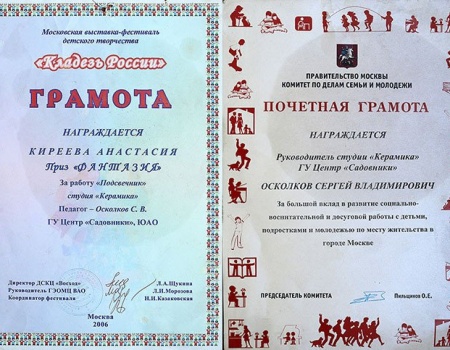 Московская выставка-фестиваль
детского творчества
«Кладезь России»
ГРАМОТА
НАГРАЖДАЕТСЯ
КИРЕЕВА АНАСТАСИЯ
Приз «ФАНТАЗИЯ»
За работу «Подсвечник»
студия «Керамика»
Педагог – Осколков С. В.
ГУ Центр «Садовники», ЮАО
Директор ДСКЦ «Восход» Л.А.Щукина
Руководитель ГЭОМЦ ВАО Л.И.Морозова
Координатор фестиваля Н.И.Казаковская
Москва
2006
ПРАВИТЕЛЬСТВО МОСКВЫ
КОМИТЕТ ПО ДЕЛАМ СЕМЬИ И МОЛОДЕЖИ
ПОЧЕТНАЯ ГРАМОТА
НАГРАЖДАЕТСЯ
Руководитель студии «Керамика»
ГУ Центр «Садовники»
ОСКОЛКОВ СЕРГЕЙ ВЛАДИМИРОВИЧ
За большой вклад в развитие социально-
воспитательной и досуговой работы с детьми,
подростками и молодежью по месту жительства в
городе Москве
ПРЕДСЕДАТЕЛЬ КОМИТЕТА Пильщиков О.Е.